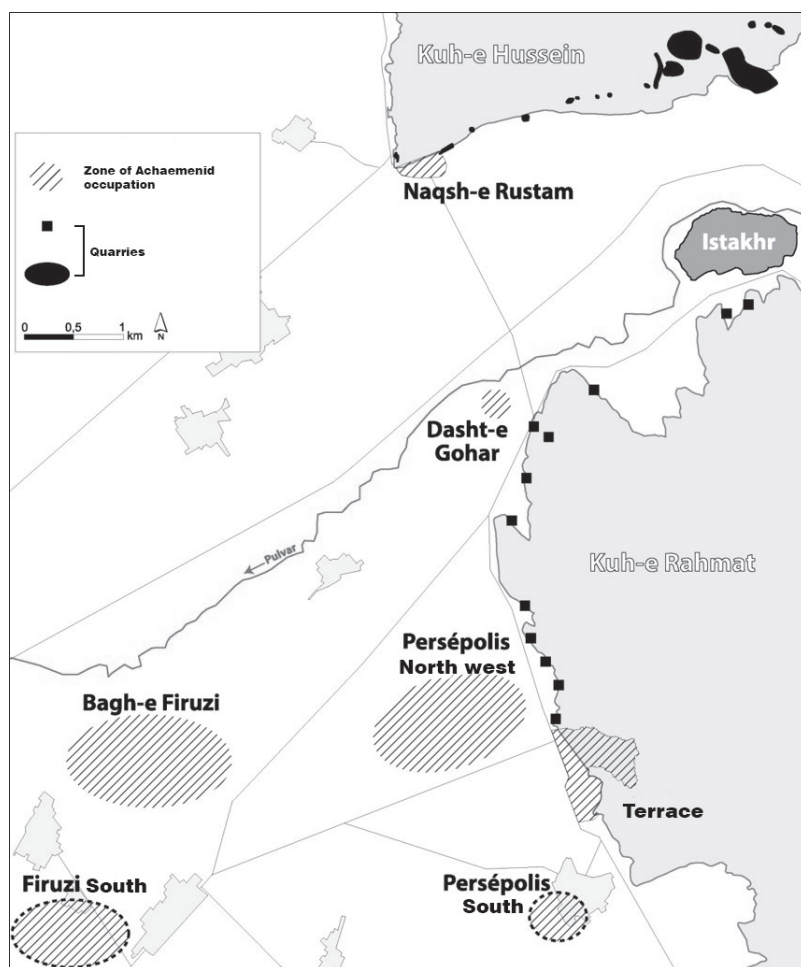 Kuh-e Hussein
Zone of Achaemenid
occupation
Quarries
0 0,5 1
km
N
Naqsh-e Rustam
Istakhr
Dasht-e
Gohar
Pulvar
Kuh-e Rahmat
Persépolis
North west
Bagh-e Firuzi
Terrace
Firuzi South
Persépolis
South